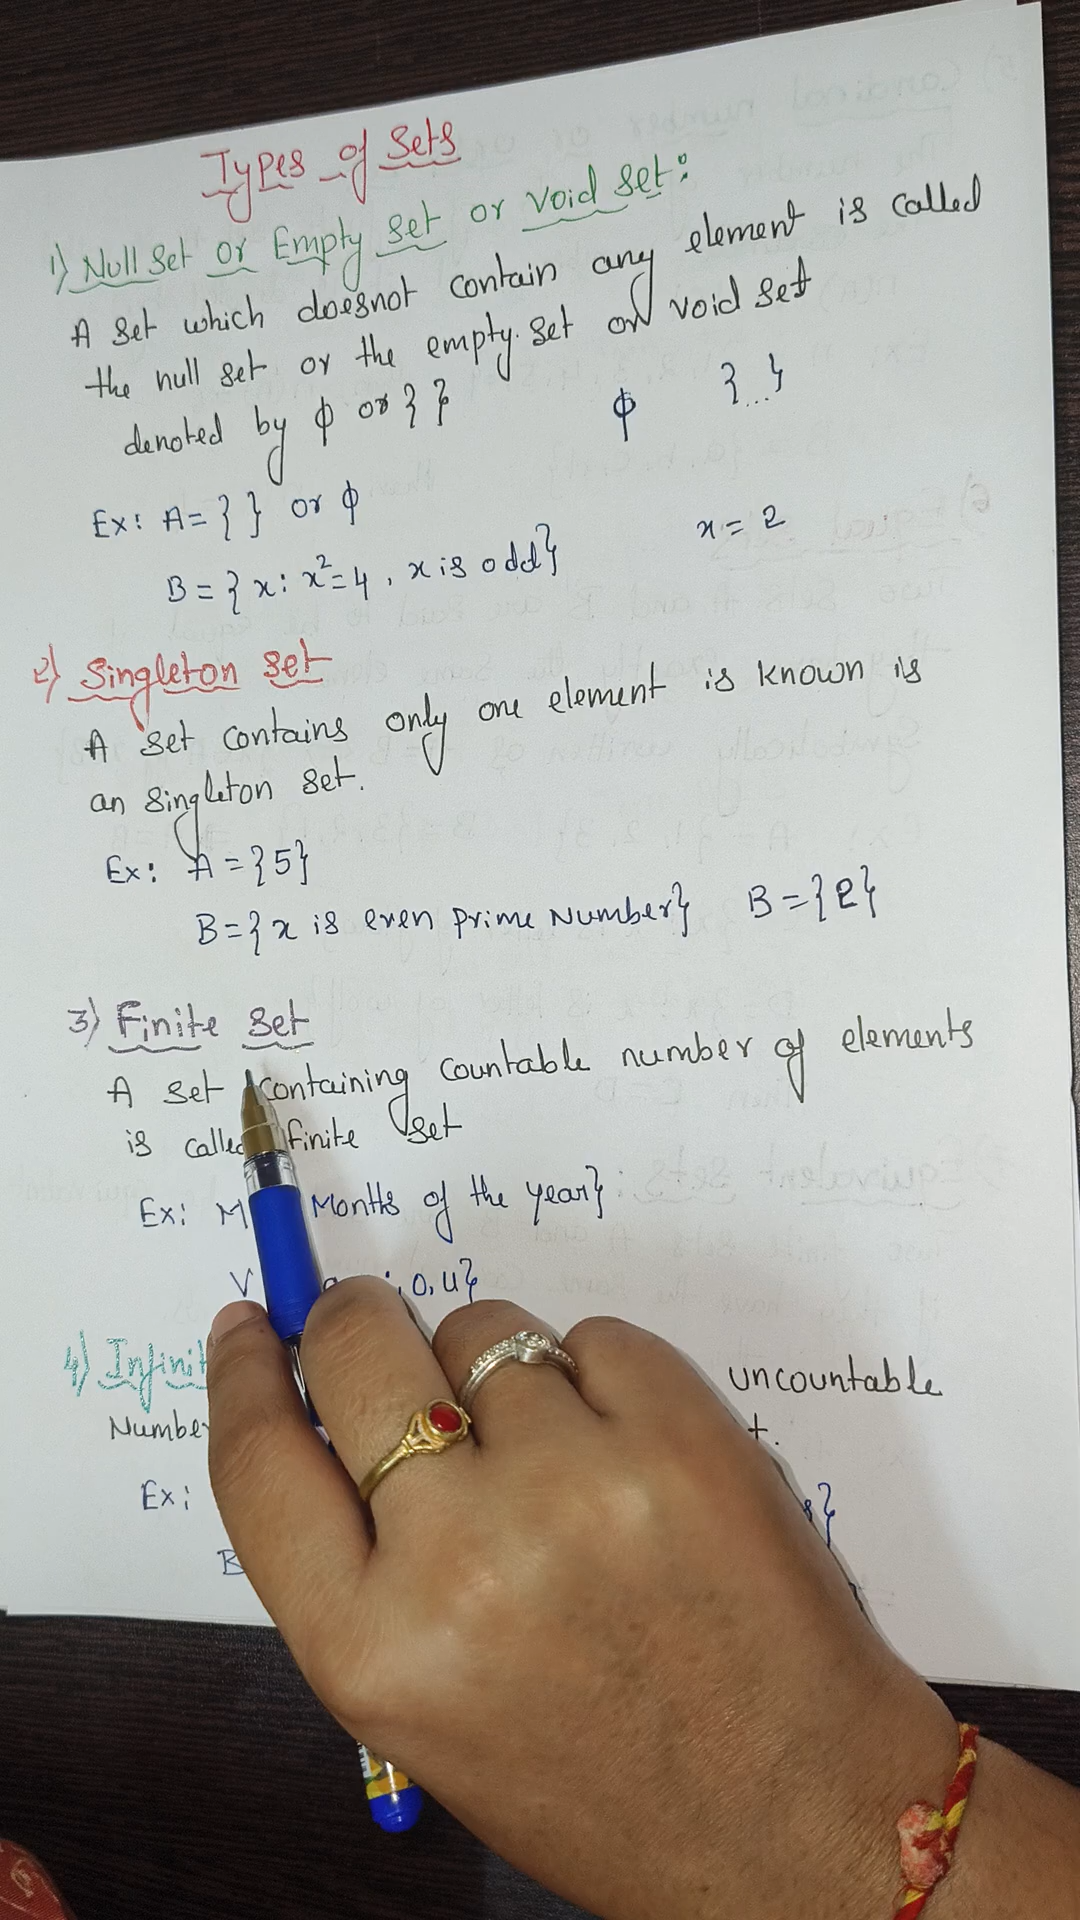 Types of Sets
1) Null Set or Empty Set or Void Set:
A set which doesnot contain any element is called
the null set or the empty set or void set
denoted by ϕ or { }
ϕ {...}
Ex: A = { } or ϕ
B = { x : x² = 4, x is odd}
x = 2
2) Singleton Set
A set contains only one element is known is
an singleton set.
Ex: A = {5}
B = { x is even prime Number} B = {2}
3) Finite Set
A set containing countable number of elements
is called finite set
Ex: M Months of the year}
V , 0, u}
4)
uncountable
Ex:
B